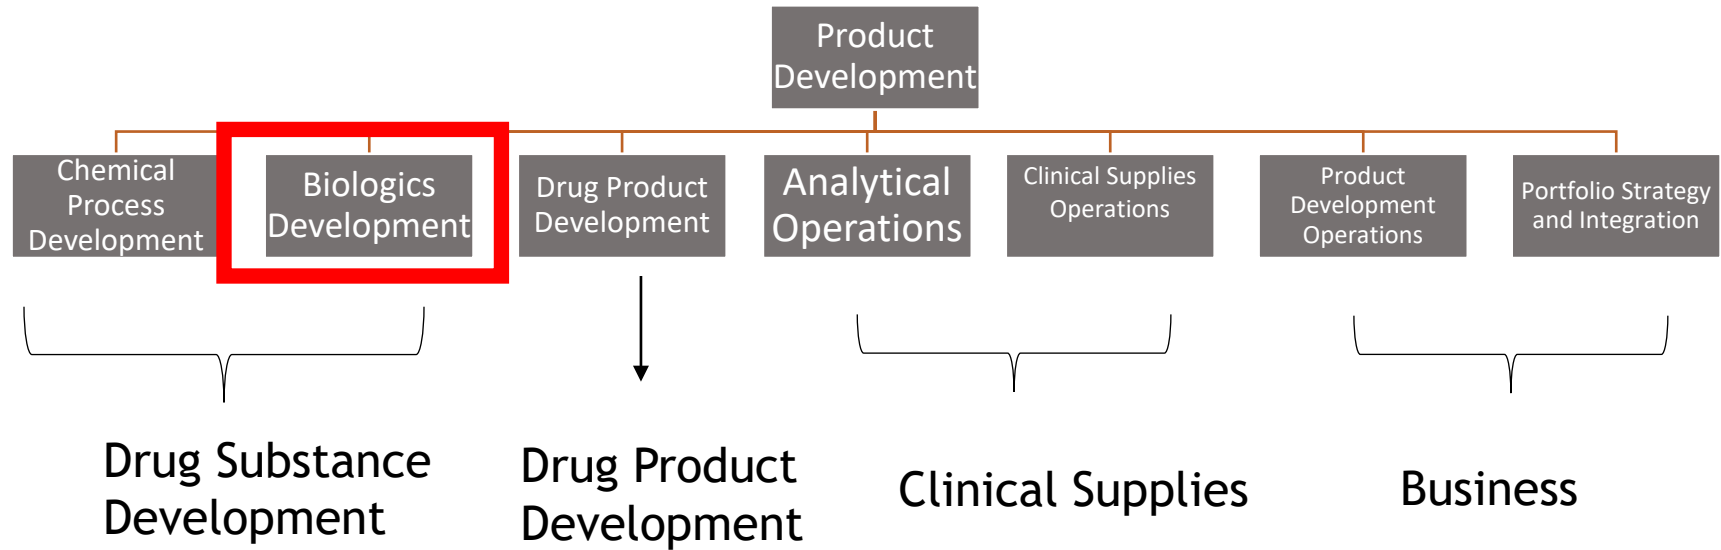 Product
Development
Chemical
Process
Development
Biologics
Development
Drug Product
Development
Analytical
Operations
Clinical Supplies
Operations
Product
Development
Operations
Portfolio Strategy
and Integration
Drug Substance
Development
Drug Product
Development
Clinical Supplies
Business